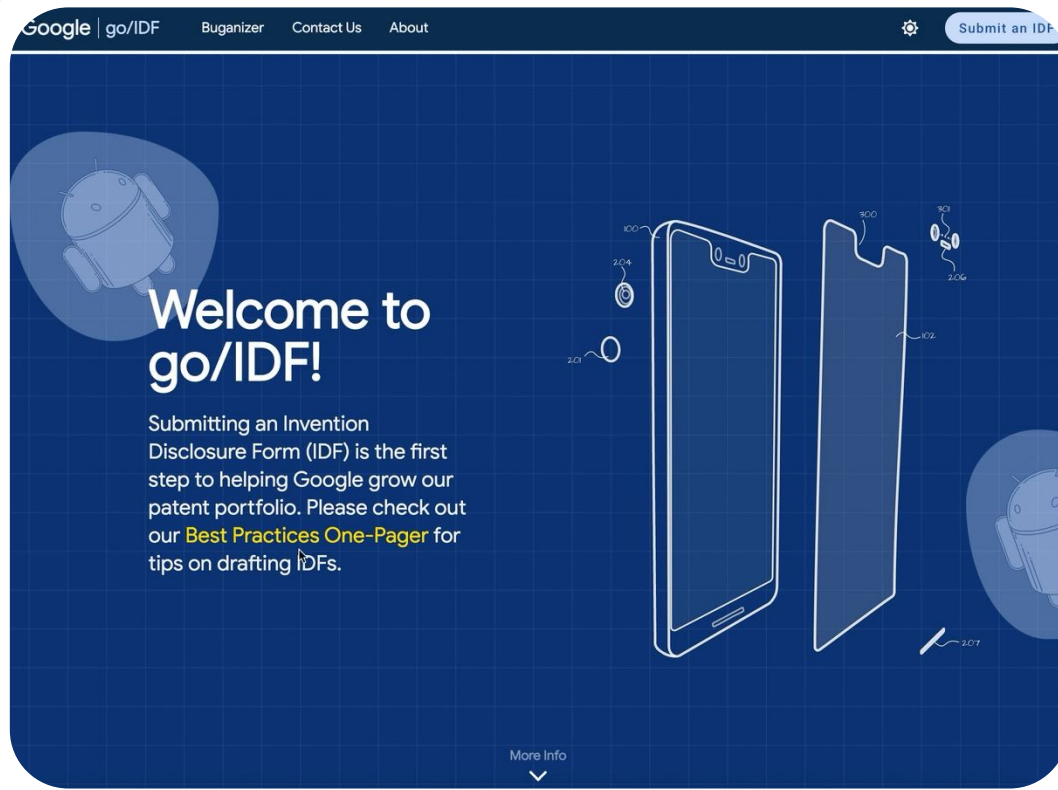 Google | go/IDF Buganizer Contact Us About Submit an IDF
Welcome to
go/IDF!
Submitting an Invention
Disclosure Form (IDF) is the first
step to helping Google grow our
patent portfolio. Please check out
our Best Practices One-Pager for
tips on drafting IDFs.
100
204
201
300
301
206
102
207
More Info